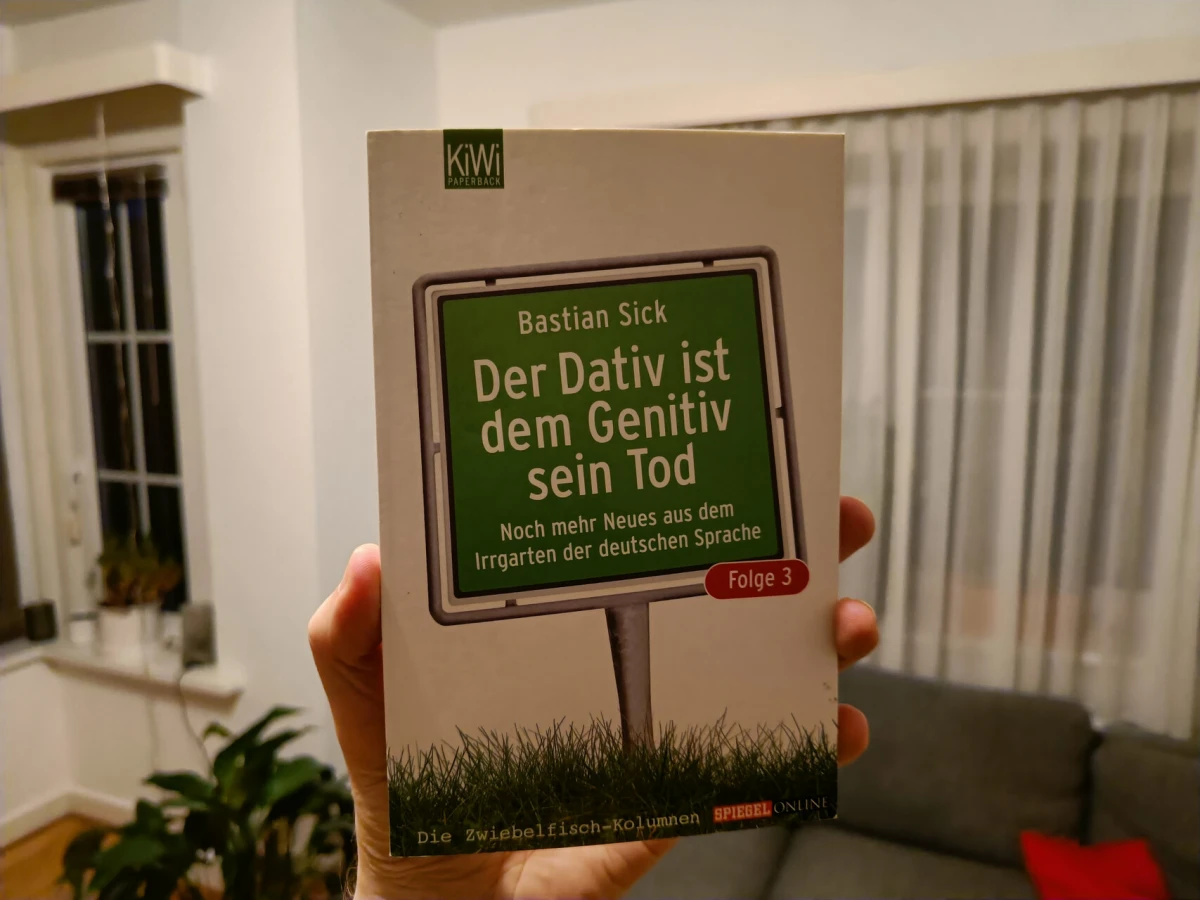 KiWi
PAPERBACK
Bastian Sick
Der Dativ ist
dem Genitiv
sein Tod
Noch mehr Neues aus dem
Irrgarten der deutschen Sprache
Folge 3
Die Zwiebelfisch-Kolumnen SPIEGEL ONLINE